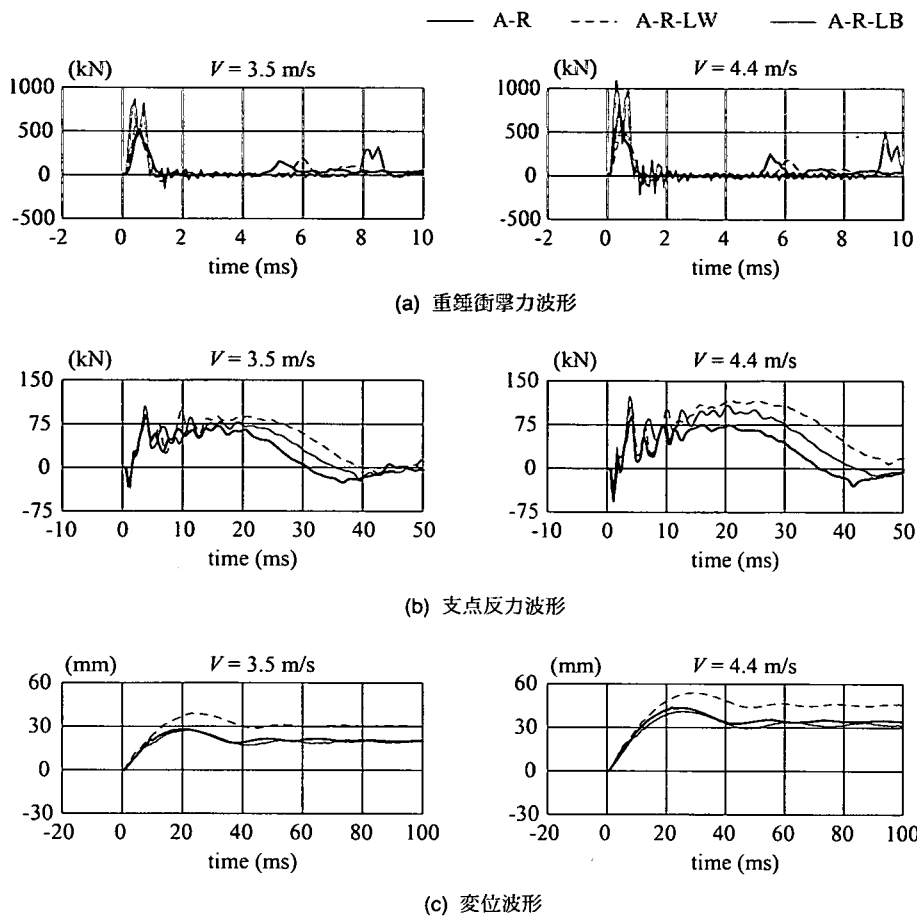 A-R A-R-LW A-R-LB
(kN) V = 3.5 m/s
1000
500
0
-500
-2 0 2 4 6 8 10
time (ms)
(kN) V = 4.4 m/s
1000
500
0
-500
-2 0 2 4 6 8 10
time (ms)
(a) 重錘衝撃力波形
(kN) V = 3.5 m/s
150
75
0
-75
-10 0 10 20 30 40 50
time (ms)
(kN) V = 4.4 m/s
150
75
0
-75
-10 0 10 20 30 40 50
time (ms)
(b) 支点反力波形
(mm) V = 3.5 m/s
60
30
0
-30
-20 0 20 40 60 80 100
time (ms)
(mm) V = 4.4 m/s
60
30
0
-30
-20 0 20 40 60 80 100
time (ms)
(c) 変位波形